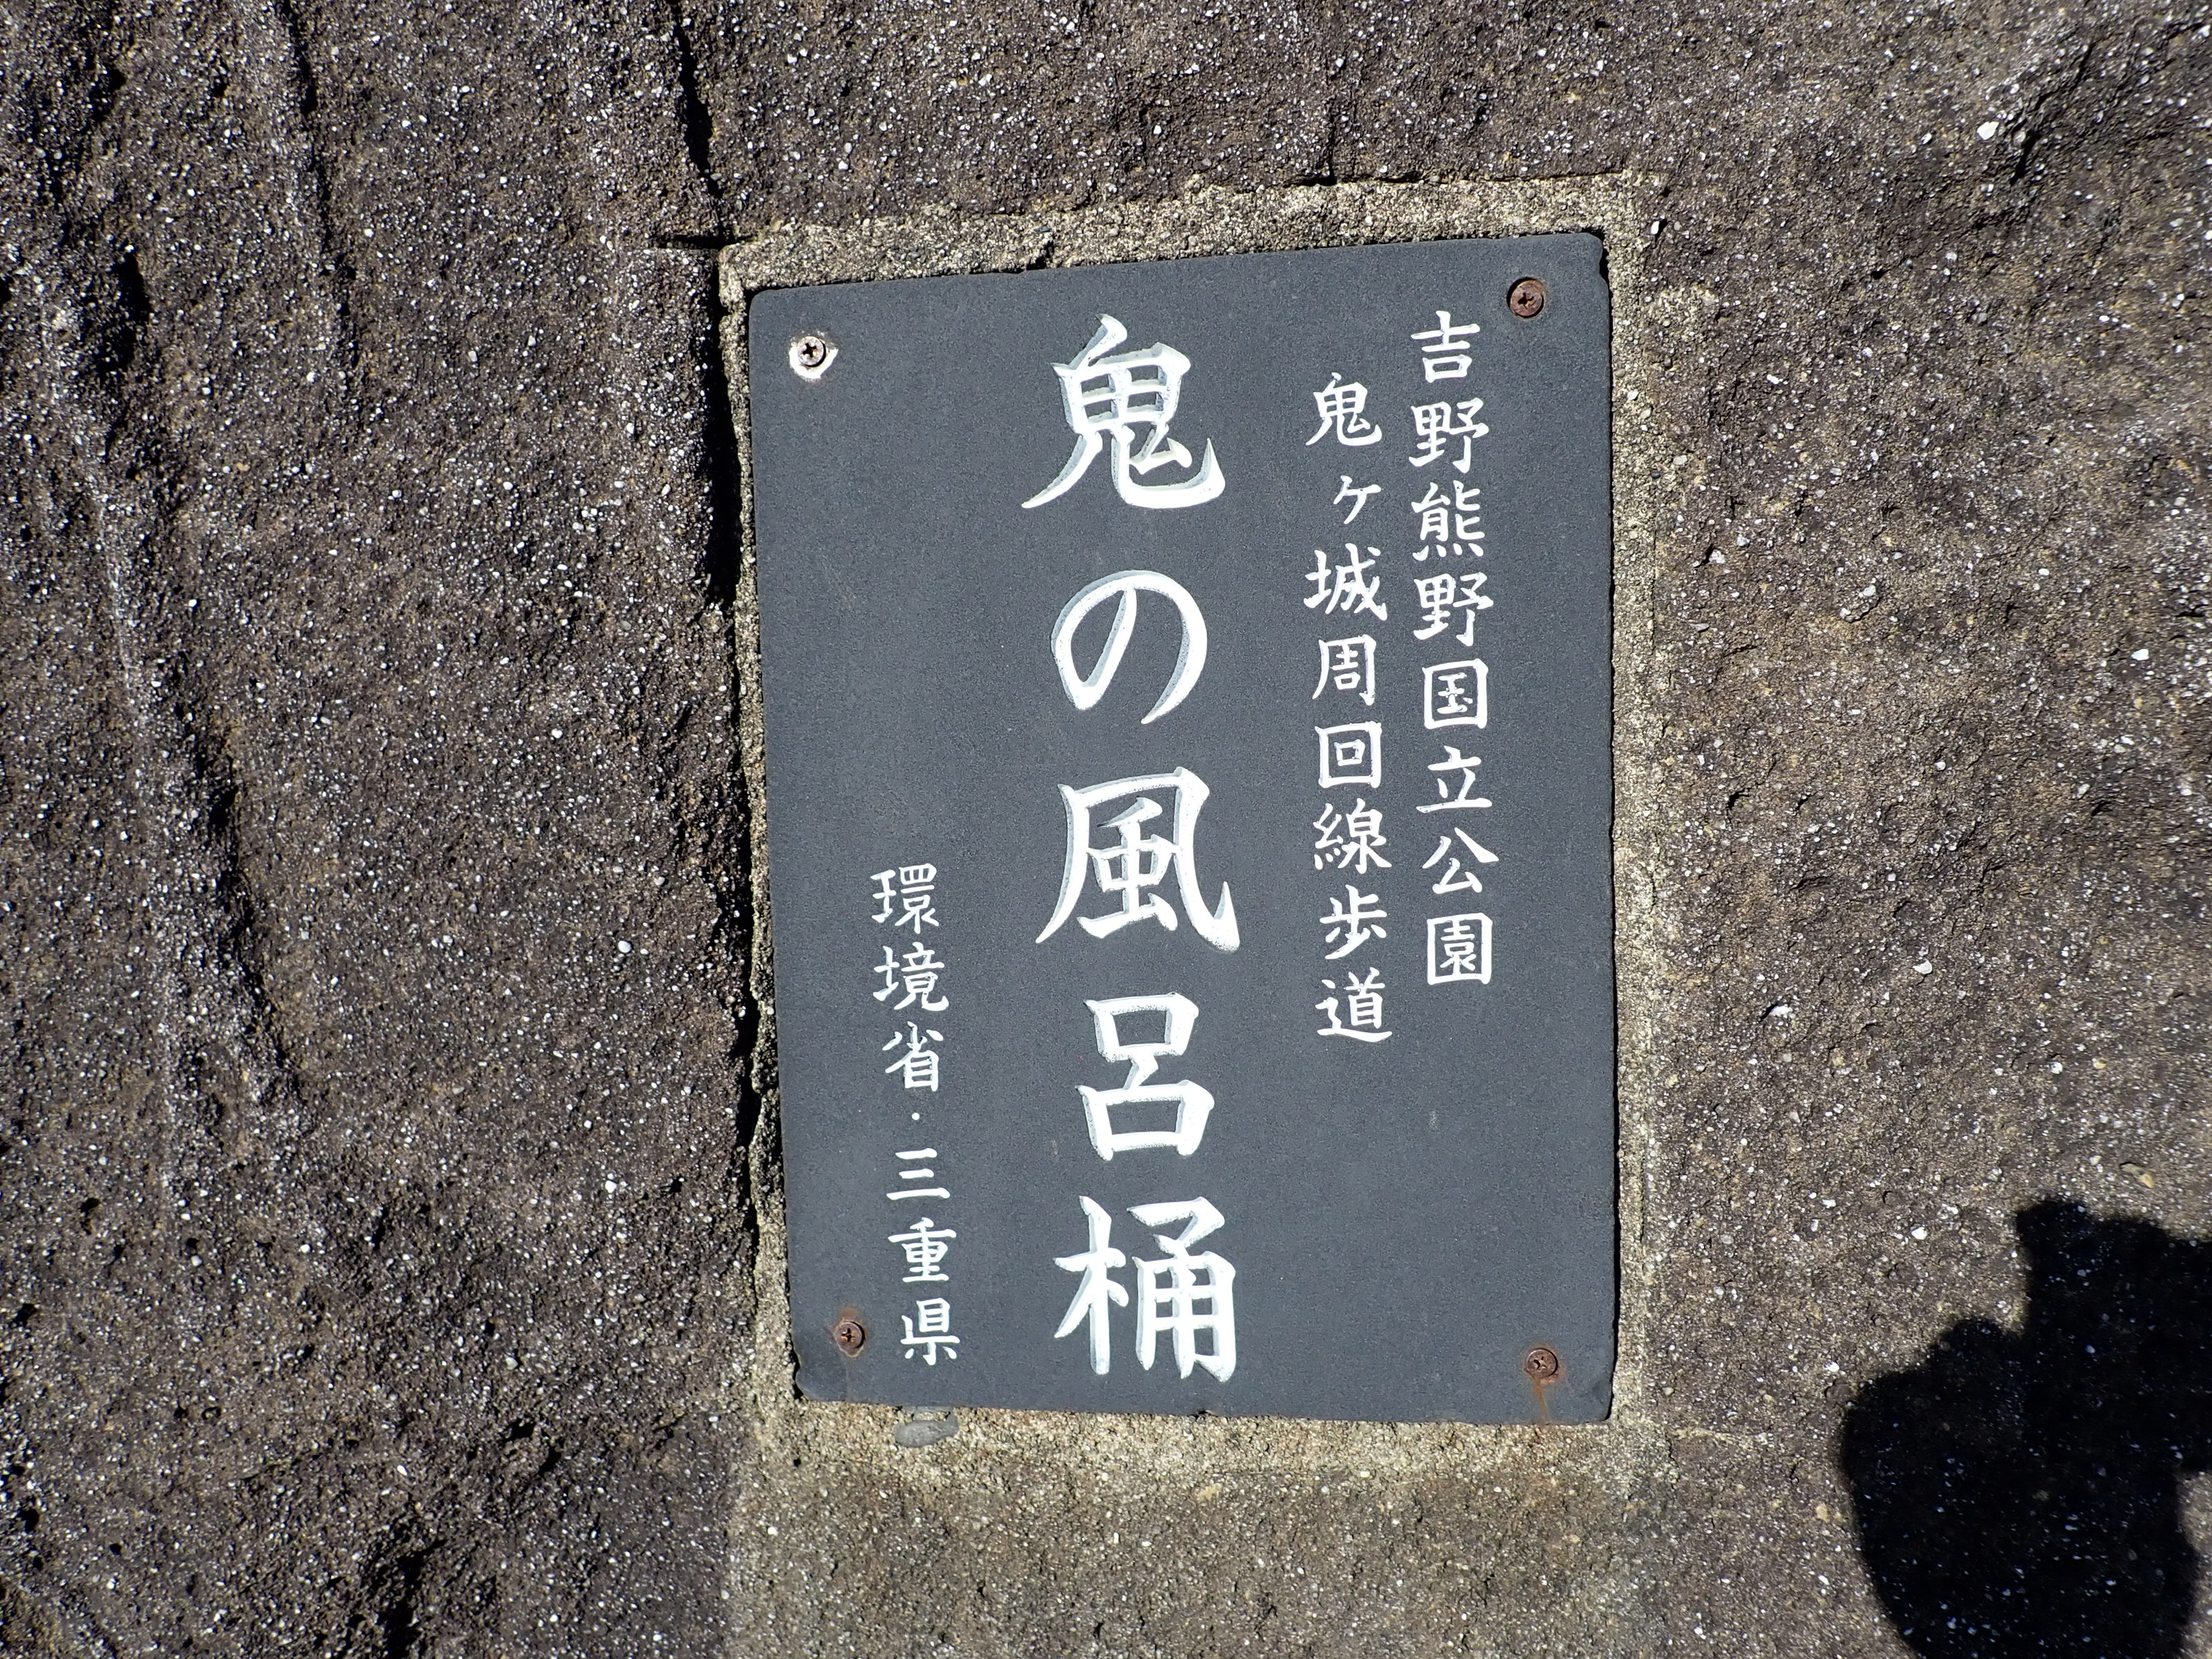 吉野熊野国立公園
鬼ヶ城周回線歩道
鬼の風呂桶
環境省・三重県